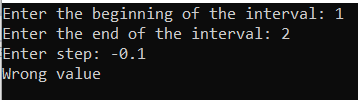 Enter the beginning of the interval: 1
Enter the end of the interval: 2
Enter step: -0.1
Wrong value